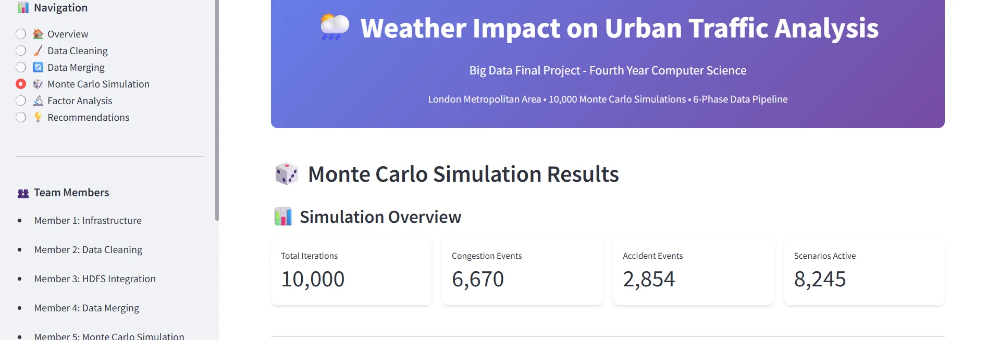 Navigation
Overview
Data Cleaning
Data Merging
Monte Carlo Simulation
Factor Analysis
Recommendations
Team Members
Member 1: Infrastructure
Member 2: Data Cleaning
Member 3: HDFS Integration
Member 4: Data Merging
Member 5: Monte Carlo Simulation
Weather Impact on Urban Traffic Analysis
Big Data Final Project - Fourth Year Computer Science
London Metropolitan Area • 10,000 Monte Carlo Simulations • 6-Phase Data Pipeline
Monte Carlo Simulation Results
Simulation Overview
Total Iterations
10,000
Congestion Events
6,670
Accident Events
2,854
Scenarios Active
8,245